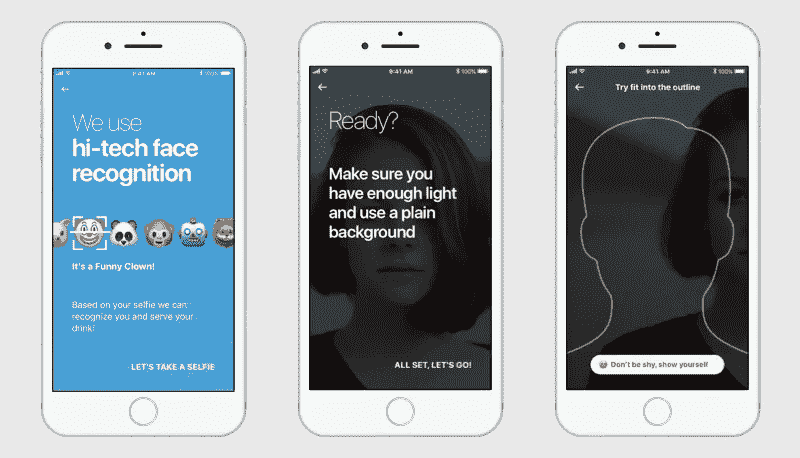 9:41 AM
100%
We use
hi-tech face
recognition
It's a Funny Clown!
Based on your selfie we can
recognize you and serve your
drink!
LET'S TAKE A SELFIE
9:41 AM
100%
Ready?
Make sure you
have enough light
and use a plain
background
ALL SET, LET'S GO!
9:41 AM
100%
Try fit into the outline
Don't be shy, show yourself